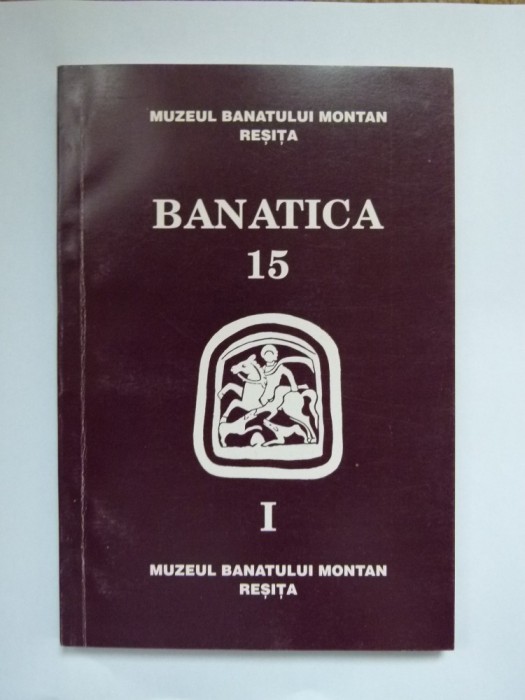 MUZEUL BANATULUI MONTAN
REȘIȚA
BANATICA
15
I
MUZEUL BANATULUI MONTAN
REȘIȚA